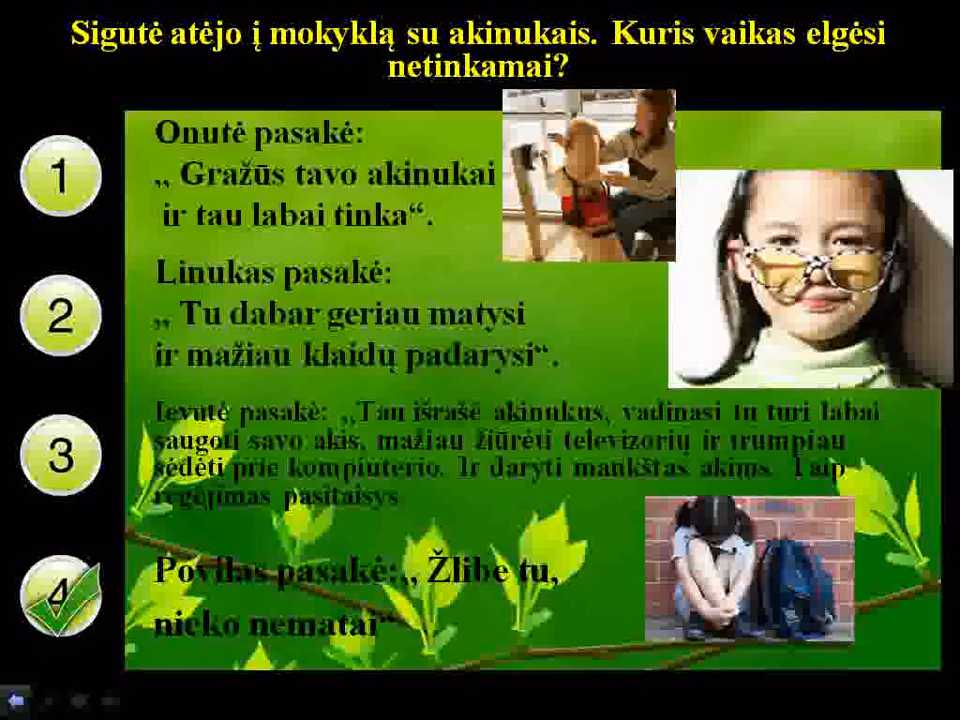 Sigutė atėjo į mokyklą su akinukais. Kuris vaikas elgėsi
netinkamai?
1
Onutė pasakė:
„ Gražūs tavo akinukai
ir tau labai tinka“.
2
Linukas pasakė:
„ Tu dabar geriau matysi
ir mažiau klaidų padarysi“.
3
Ievutė pasakė: „Tau išrašė akinukus, vadinasi tu turi labai
saugoti savo akis, mažiau žiūrėti televizorių ir trumpiau
sėdėti prie kompiuterio. Ir daryti mankštas akims. Taip
regėjimas pasitaisys
4
Povilas pasakė:„ Žlibe tu,
nieko nematai“